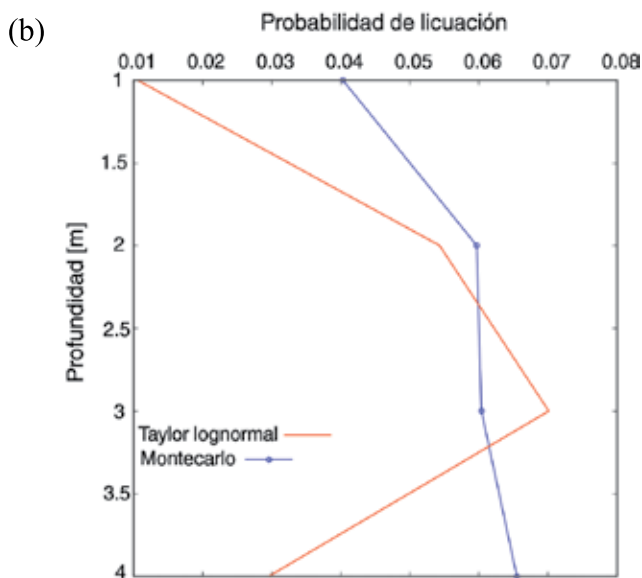 (b)
Probabilidad de licuación
0.01 0.02 0.03 0.04 0.05 0.06 0.07 0.08
1
1.5
2
2.5
3
3.5
4
Profundidad [m]
Taylor lognormal
Montecarlo